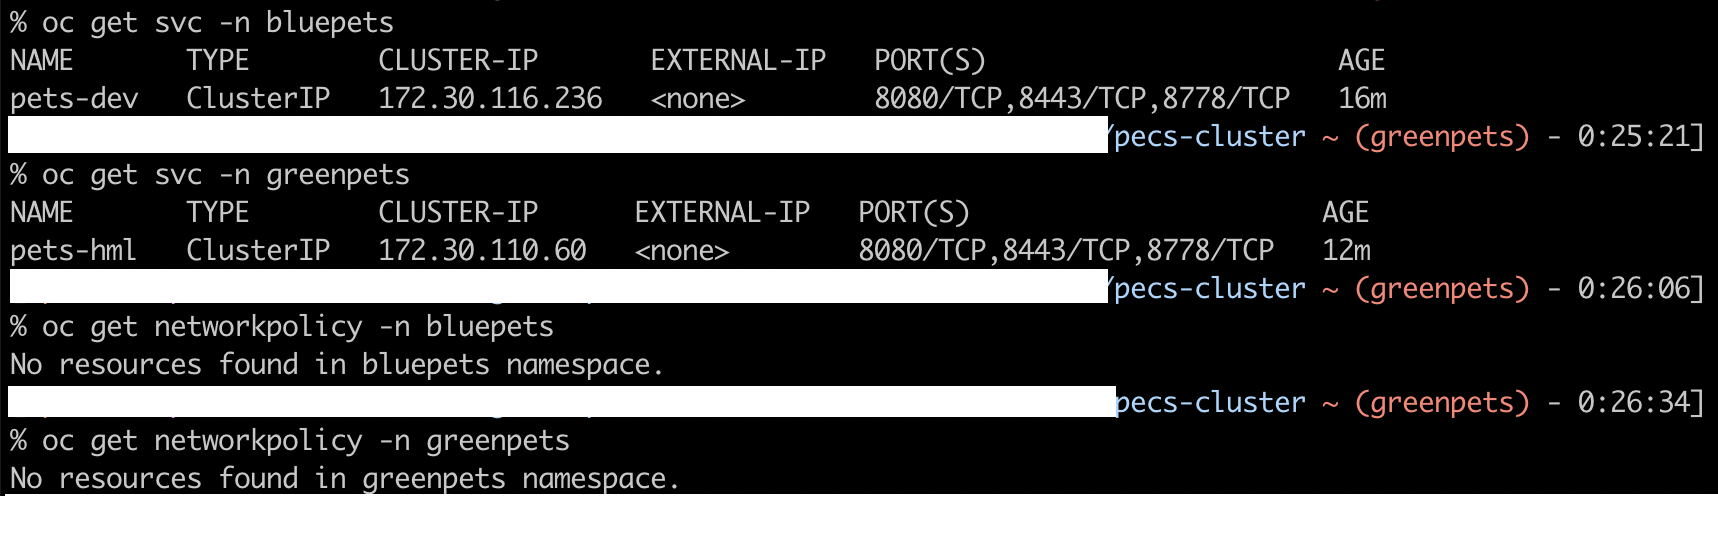 % oc get svc -n bluepets
NAME TYPE CLUSTER-IP EXTERNAL-IP PORT(S) AGE
pets-dev ClusterIP 172.30.116.236 <none> 8080/TCP,8443/TCP,8778/TCP 16m
/pecs-cluster ~ (greenpets) - 0:25:21]
% oc get svc -n greenpets
NAME TYPE CLUSTER-IP EXTERNAL-IP PORT(S) AGE
pets-hml ClusterIP 172.30.110.60 <none> 8080/TCP,8443/TCP,8778/TCP 12m
/pecs-cluster ~ (greenpets) - 0:26:06]
% oc get networkpolicy -n bluepets
No resources found in bluepets namespace.
pecs-cluster ~ (greenpets) - 0:26:34]
% oc get networkpolicy -n greenpets
No resources found in greenpets namespace.